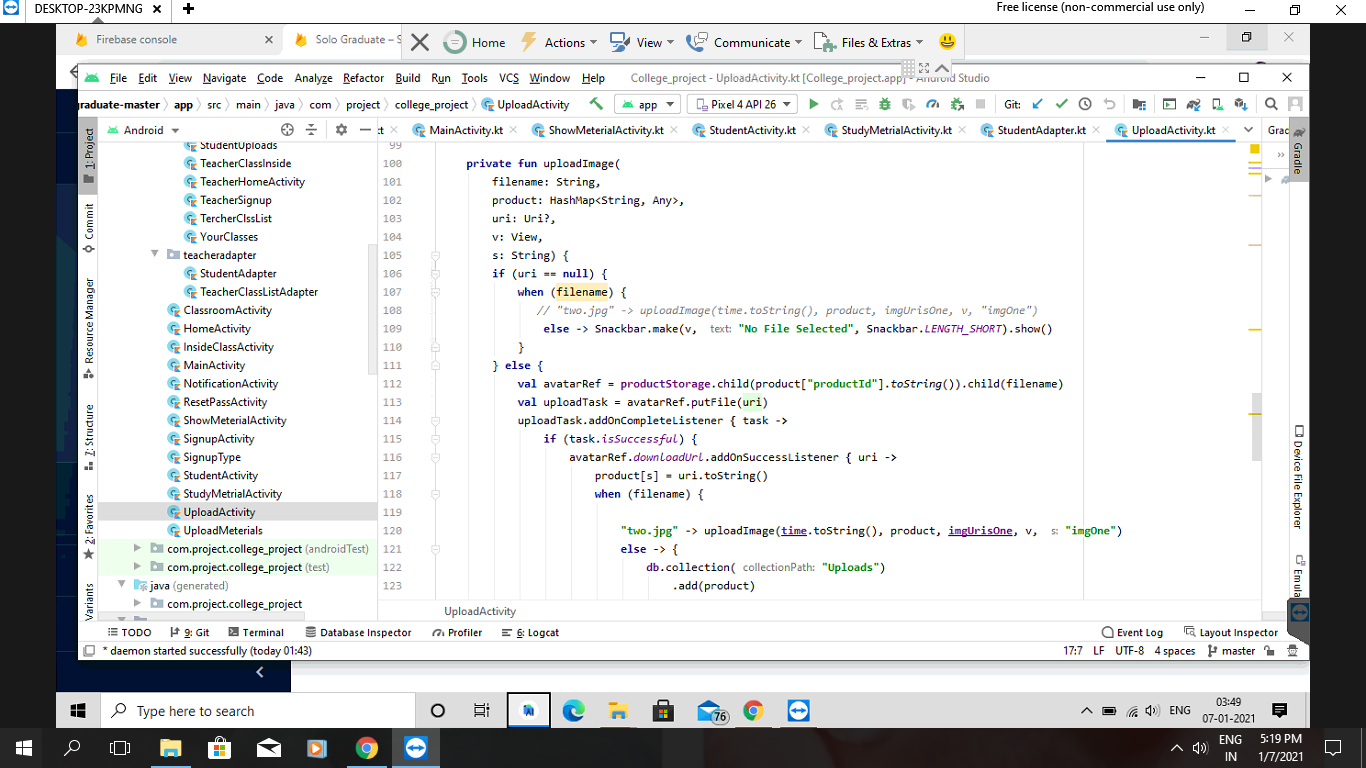 DESKTOP-23KPMNG
Free license (non-commercial use only)
Firebase console
Solo Graduate – S
Home
Actions
View
Communicate
Files & Extras
File Edit View Navigate Code Analyze Refactor Build Run Tools VCS Window Help
College_project - UploadActivity.kt [College_project.app] - Android Studio
graduate-master app src main java com project college_project UploadActivity
app
Pixel 4 API 26
Git:
Android
MainActivity.kt
ShowMeterialActivity.kt
StudentActivity.kt
StudyMetrialActivity.kt
StudentAdapter.kt
UploadActivity.kt
Grac
1: Project
Commit
Resource Manager
7: Structure
2: Favorites
Variants
StudentUploads
TeacherClassInside
TeacherHomeActivity
TeacherSignup
TercherClssList
YourClasses
teacheradapter
StudentAdapter
TeacherClassListAdapter
ClassroomActivity
HomeActivity
InsideClassActivity
MainActivity
NotificationActivity
ResetPassActivity
ShowMeterialActivity
SignupActivity
SignupType
StudentActivity
StudyMetrialActivity
UploadActivity
UploadMeterials
com.project.college_project (androidTest)
com.project.college_project (test)
java (generated)
com.project.college_project
99
100 private fun uploadImage(
101 filename: String,
102 product: HashMap<String, Any>,
103 uri: Uri?,
104 v: View,
105 s: String) {
106 if (uri == null) {
107 when (filename) {
108 // "two.jpg" -> uploadImage(time.toString(), product, imgUrisOne, v, "imgOne")
109 else -> Snackbar.make(v, text: "No File Selected", Snackbar.LENGTH_SHORT).show()
110 }
111 } else {
112 val avatarRef = productStorage.child(product["productId"].toString()).child(filename)
113 val uploadTask = avatarRef.putFile(uri)
114 uploadTask.addOnCompleteListener { task ->
115 if (task.isSuccessful) {
116 avatarRef.downloadUrl.addOnSuccessListener { uri ->
117 product[s] = uri.toString()
118 when (filename) {
119
120 "two.jpg" -> uploadImage(time.toString(), product, imgUrisOne, v, s: "imgOne")
121 else -> {
122 db.collection( collectionPath: "Uploads")
123 .add(product)
UploadActivity
Gradle
Device File Explorer
Emula
TODO
9: Git
Terminal
Database Inspector
Profiler
6: Logcat
Event Log
Layout Inspector
* daemon started successfully (today 01:43)
17:7 LF UTF-8 4 spaces master
Type here to search
76
ENG
03:49
07-01-2021
ENG
IN
5:19 PM
1/7/2021